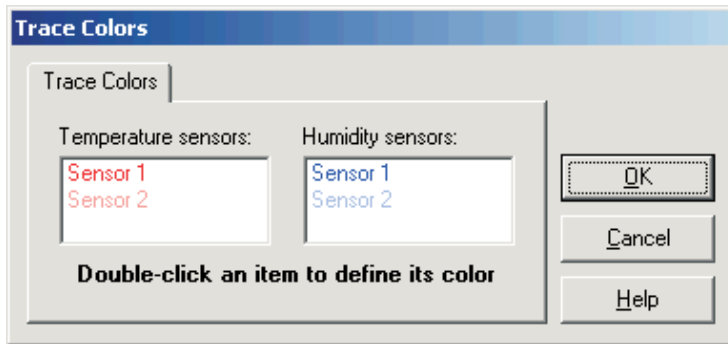 Trace Colors
Trace Colors
Temperature sensors: Humidity sensors:
Sensor 1 Sensor 1
Sensor 2 Sensor 2
Double-click an item to define its color
OK
Cancel
Help